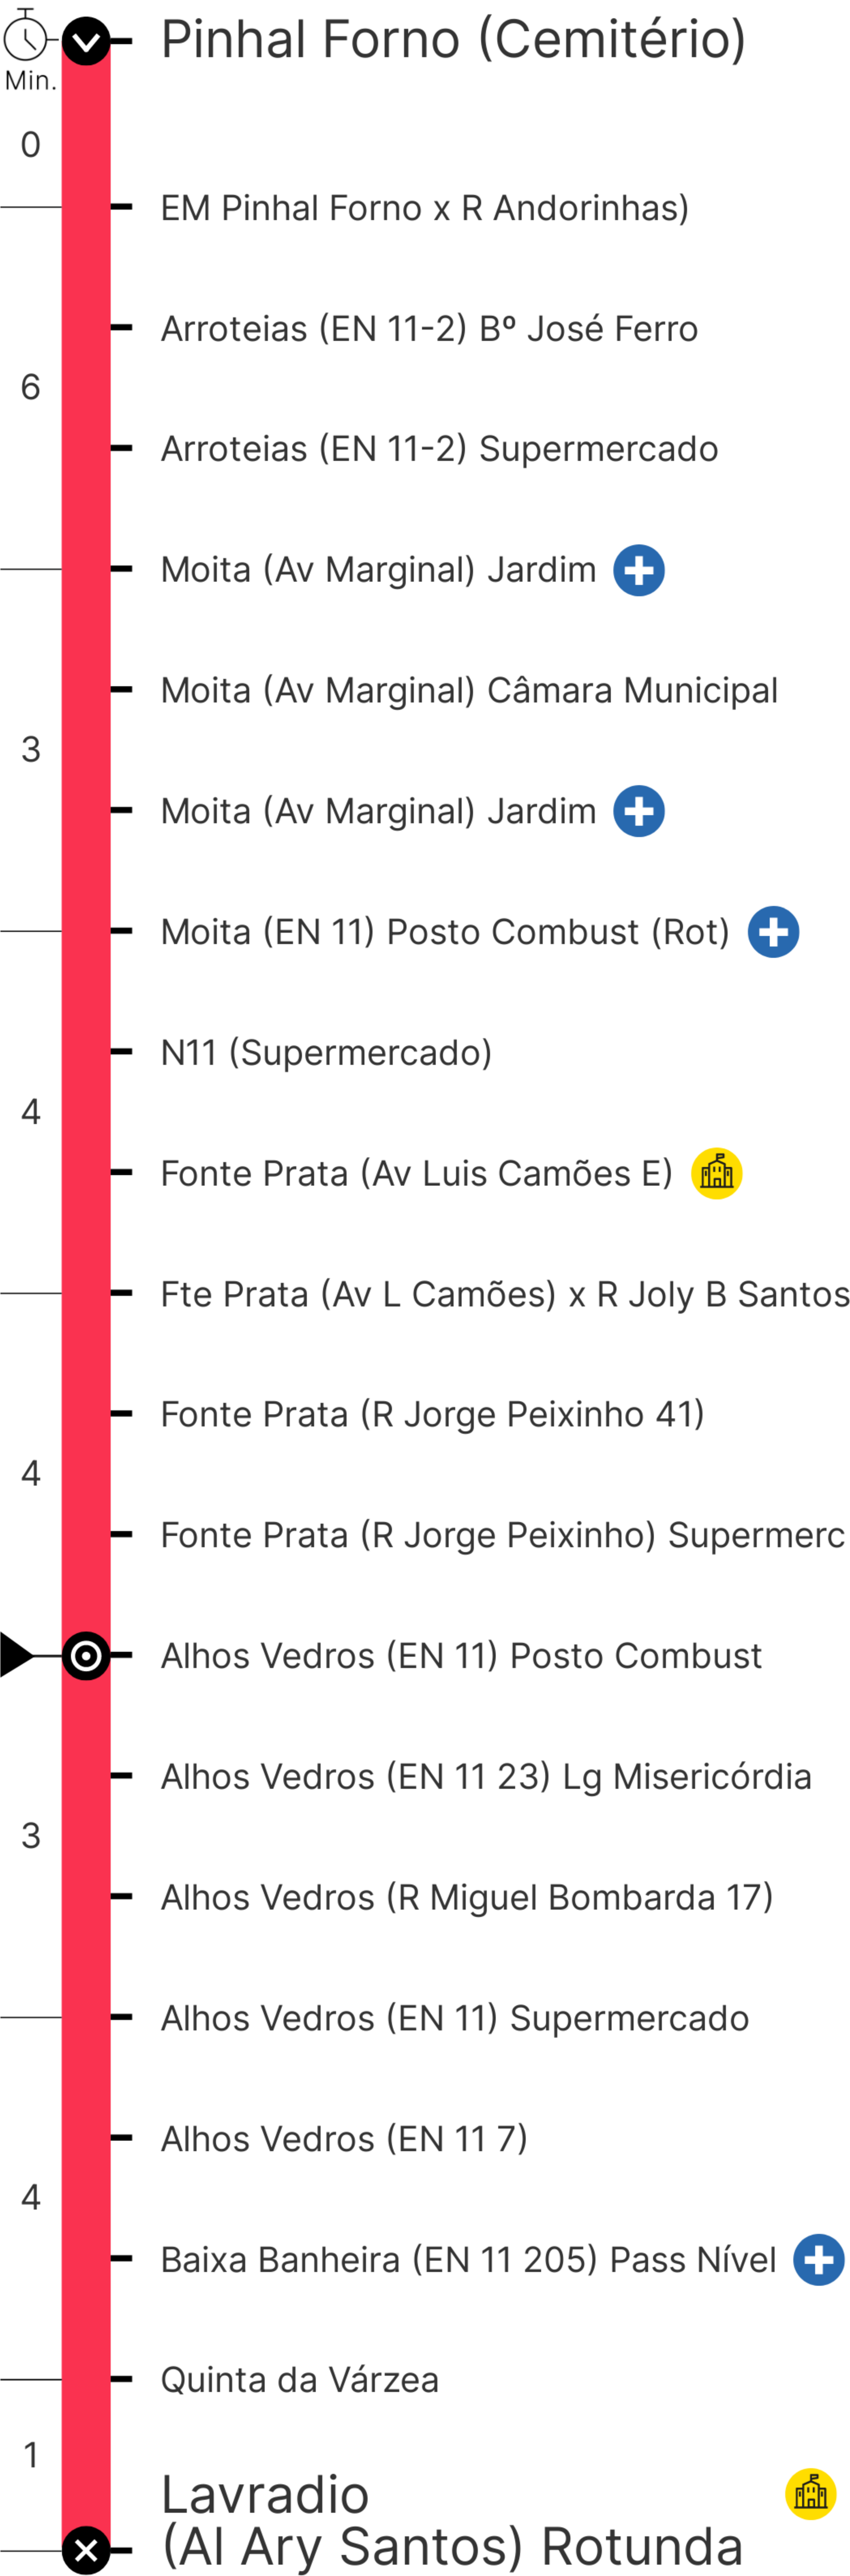 Pinhal Forno (Cemitério)
Min.
0
EM Pinhal Forno x R Andorinhas)
Arroteias (EN 11-2) Bº José Ferro
6
Arroteias (EN 11-2) Supermercado
Moita (Av Marginal) Jardim
Moita (Av Marginal) Câmara Municipal
3
Moita (Av Marginal) Jardim
Moita (EN 11) Posto Combust (Rot)
N11 (Supermercado)
4
Fonte Prata (Av Luis Camões E)
Fte Prata (Av L Camões) x R Joly B Santos
Fonte Prata (R Jorge Peixinho 41)
4
Fonte Prata (R Jorge Peixinho) Supermerc
Alhos Vedros (EN 11) Posto Combust
Alhos Vedros (EN 11 23) Lg Misericórdia
3
Alhos Vedros (R Miguel Bombarda 17)
Alhos Vedros (EN 11) Supermercado
Alhos Vedros (EN 11 7)
4
Baixa Banheira (EN 11 205) Pass Nível
Quinta da Várzea
1
Lavradio
(Al Ary Santos) Rotunda